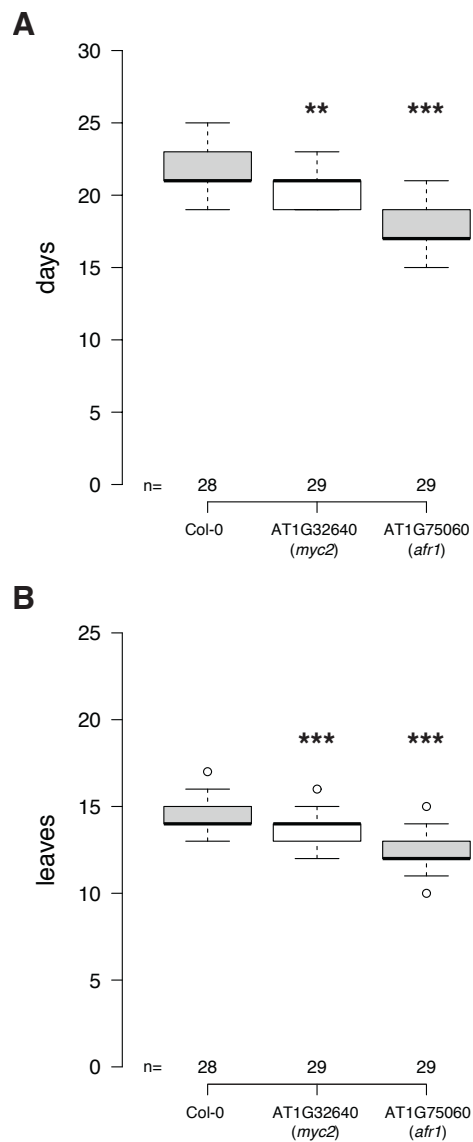 A
30
25
20
15
10
5
0
days
** ***
n= 28 29 29
Col-0 AT1G32640 AT1G75060
(myc2) (afr1)
B
25
20
15
10
5
0
leaves
*** ***
n= 28 29 29
Col-0 AT1G32640 AT1G75060
(myc2) (afr1)